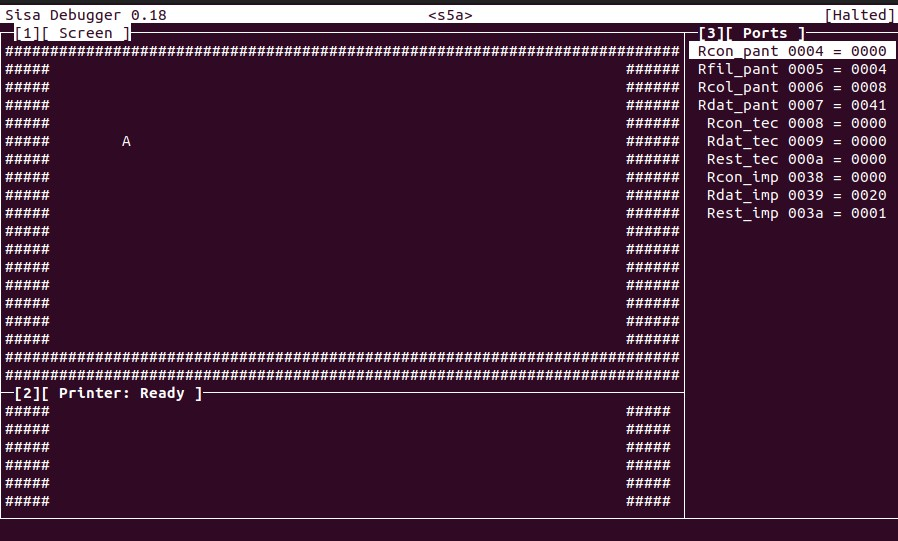 Sisa Debugger 0.18 <s5a> [Halted]
[1][ Screen ] [3][ Ports ]
########################################################################### Rcon_pant 0004 = 0000
##### ###### Rfil_pant 0005 = 0004
##### ###### Rcol_pant 0006 = 0008
##### ###### Rdat_pant 0007 = 0041
##### ###### Rcon_tec 0008 = 0000
##### A ###### Rdat_tec 0009 = 0000
##### ###### Rest_tec 000a = 0000
##### ###### Rcon_imp 0038 = 0000
##### ###### Rdat_imp 0039 = 0020
##### ###### Rest_imp 003a = 0001
##### ######
##### ######
##### ######
##### ######
##### ######
##### ######
##### ######
###########################################################################
###########################################################################
[2][ Printer: Ready ]
##### #####
##### #####
##### #####
##### #####
##### #####
##### #####